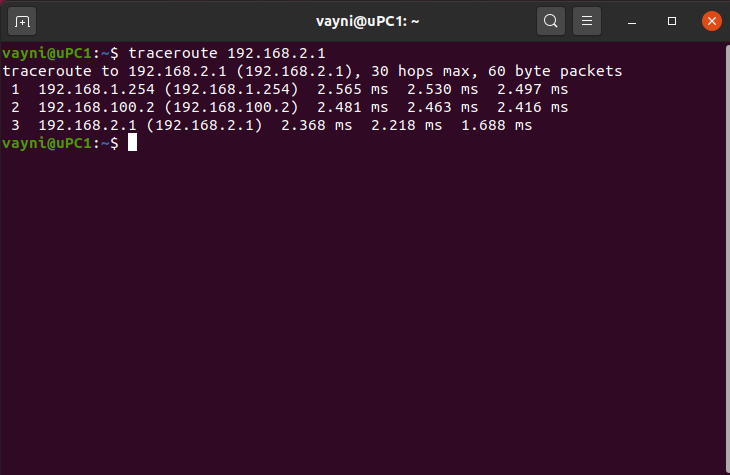 vayni@uPC1: ~
vayni@uPC1:~$ traceroute 192.168.2.1
traceroute to 192.168.2.1 (192.168.2.1), 30 hops max, 60 byte packets
 1  192.168.1.254 (192.168.1.254)  2.565 ms  2.530 ms  2.497 ms
 2  192.168.100.2 (192.168.100.2)  2.481 ms  2.463 ms  2.416 ms
 3  192.168.2.1 (192.168.2.1)  2.368 ms  2.218 ms  1.688 ms
vayni@uPC1:~$